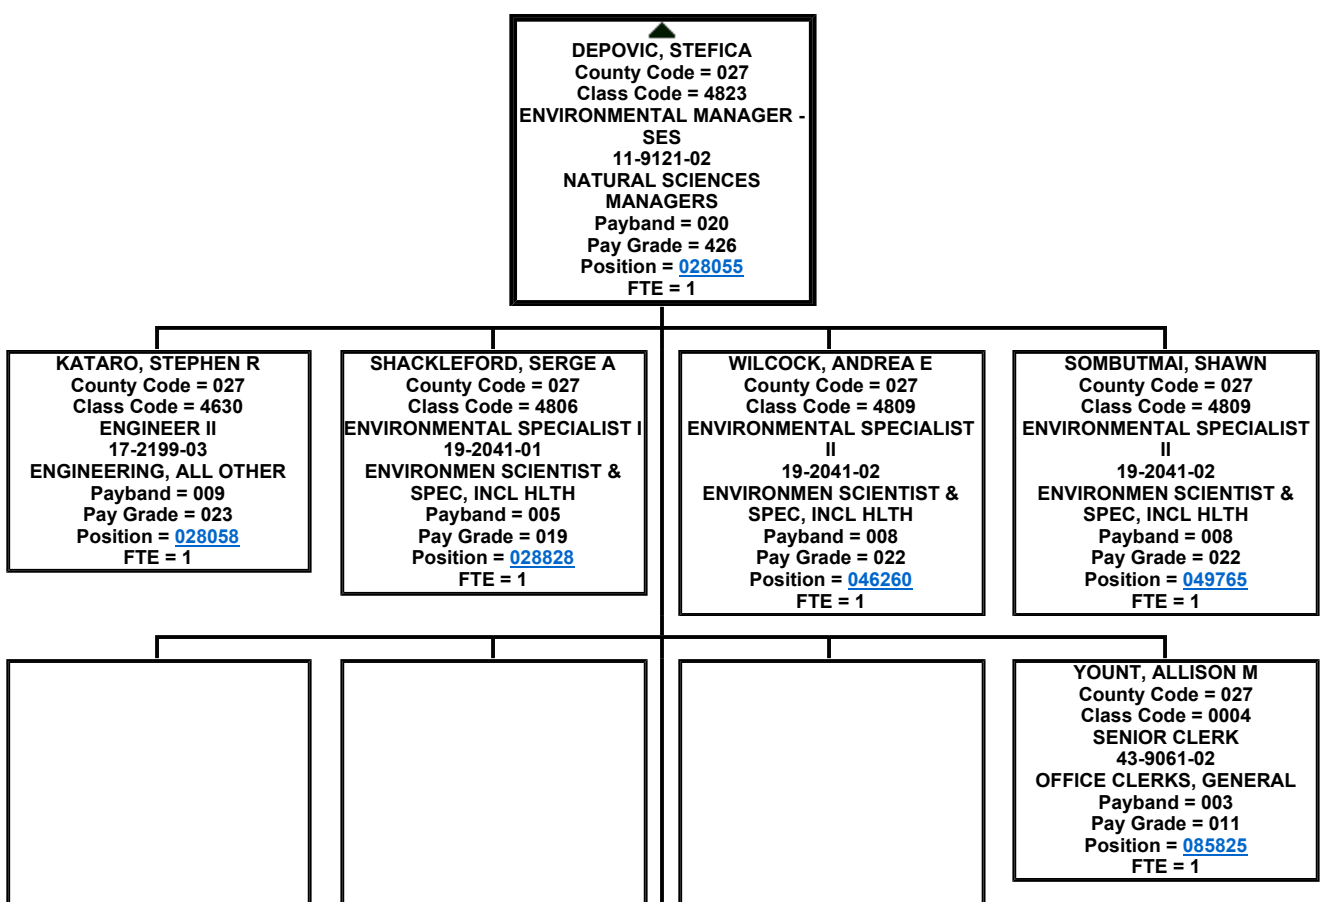 DEPOVIC, STEFICA
County Code = 027
Class Code = 4823
ENVIRONMENTAL MANAGER -
SES
11-9121-02
NATURAL SCIENCES
MANAGERS
Payband = 020
Pay Grade = 426
Position = 028055
FTE = 1
KATARO, STEPHEN R
County Code = 027
Class Code = 4630
ENGINEER II
17-2199-03
ENGINEERING, ALL OTHER
Payband = 009
Pay Grade = 023
Position = 028058
FTE = 1
SHACKLEFORD, SERGE A
County Code = 027
Class Code = 4806
ENVIRONMENTAL SPECIALIST I
19-2041-01
ENVIRONMEN SCIENTIST &
SPEC, INCL HLTH
Payband = 005
Pay Grade = 019
Position = 028828
FTE = 1
WILCOCK, ANDREA E
County Code = 027
Class Code = 4809
ENVIRONMENTAL SPECIALIST
II
19-2041-02
ENVIRONMEN SCIENTIST &
SPEC, INCL HLTH
Payband = 008
Pay Grade = 022
Position = 046260
FTE = 1
SOMBUTMAI, SHAWN
County Code = 027
Class Code = 4809
ENVIRONMENTAL SPECIALIST
II
19-2041-02
ENVIRONMEN SCIENTIST &
SPEC, INCL HLTH
Payband = 008
Pay Grade = 022
Position = 049765
FTE = 1
YOUNT, ALLISON M
County Code = 027
Class Code = 0004
SENIOR CLERK
43-9061-02
OFFICE CLERKS, GENERAL
Payband = 003
Pay Grade = 011
Position = 085825
FTE = 1